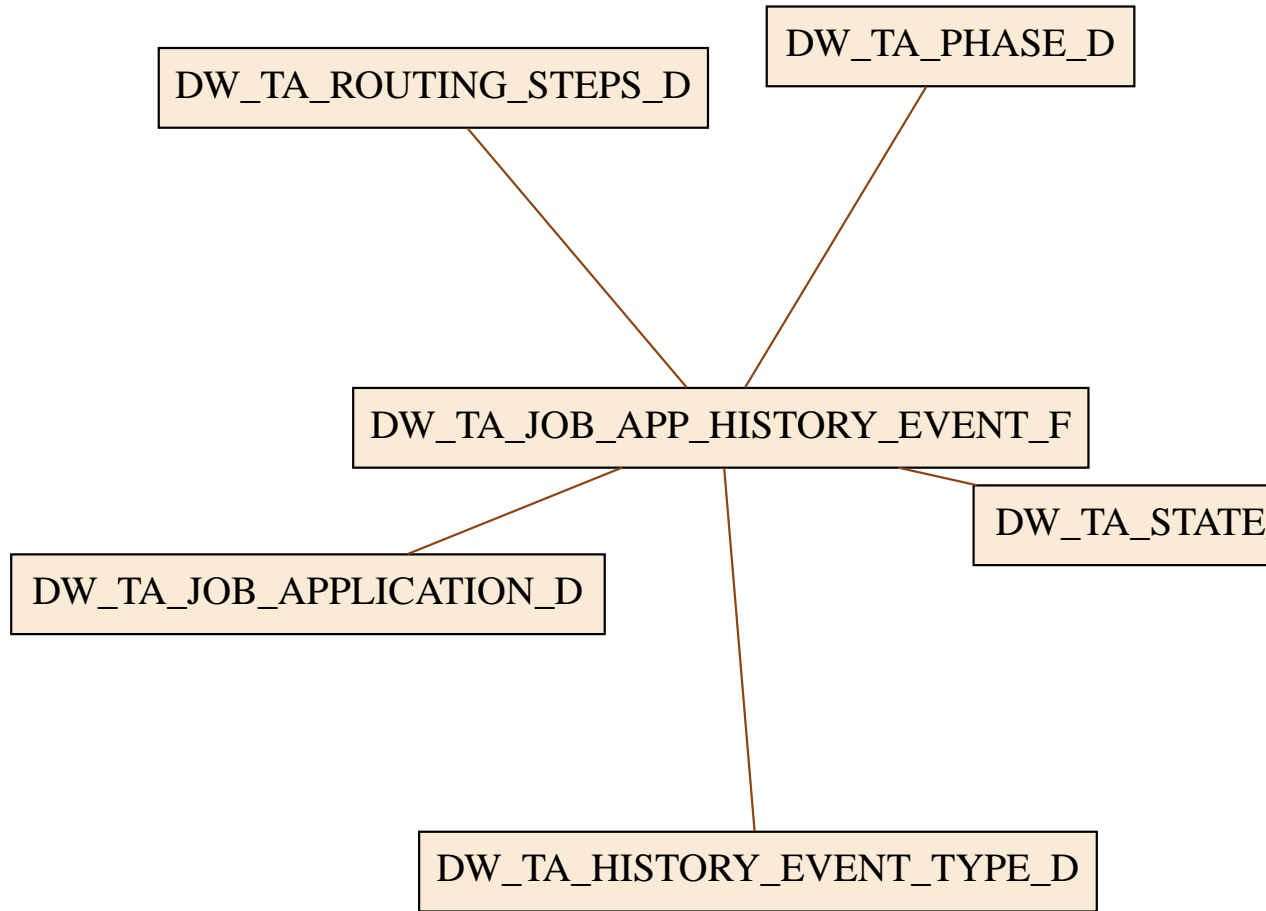 DW_TA_PHASE_D
DW_TA_ROUTING_STEPS_D
DW_TA_JOB_APP_HISTORY_EVENT_F
DW_TA_STATE
DW_TA_JOB_APPLICATION_D
DW_TA_HISTORY_EVENT_TYPE_D